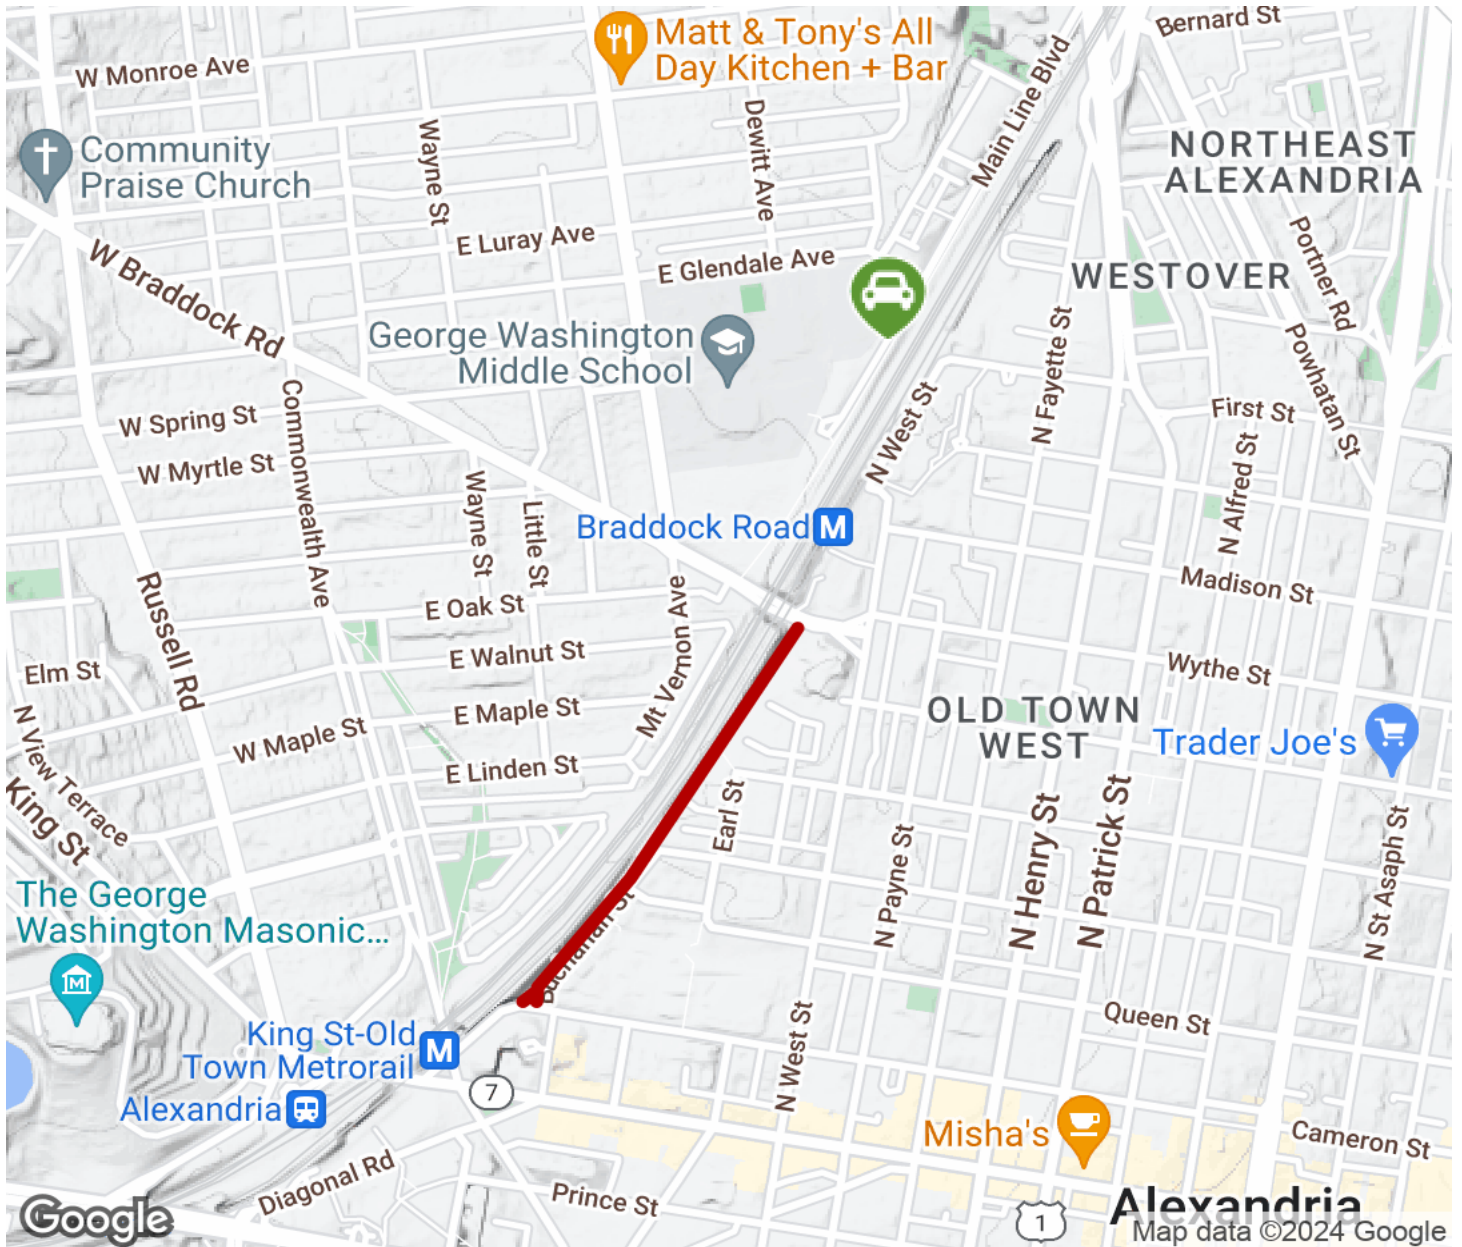 Bernard St
Matt & Tony's All
Day Kitchen + Bar
W Monroe Ave
Main Line Blvd
Dewitt Ave
Wayne St
Community
Praise Church
NORTHEAST
ALEXANDRIA
E Luray Ave
E Glendale Ave
W Braddock Rd
WESTOVER
Portner Rd
George Washington
Middle School
N Fayette St
Powhatan St
Commonwealth Ave
W Spring St
First St
N West St
W Myrtle St
N Alfred St
Wayne St
Little St
Braddock Road
M
Madison St
Russell Rd
E Oak St
Mt Vernon Ave
E Walnut St
Elm St
Wythe St
N View Terrace
E Maple St
OLD TOWN
WEST
W Maple St
Trader Joe's
E Linden St
King St
Earl St
N Henry St
N Patrick St
N Payne St
N St Asaph St
The George
Washington Masonic...
M
Buchanan St
Queen St
N West St
King St-Old
Town Metrorail
M
7
Alexandria
Misha's
Cameron St
Diagonal Rd
Prince St
1
Alexandria
Google
Map data ©2024 Google